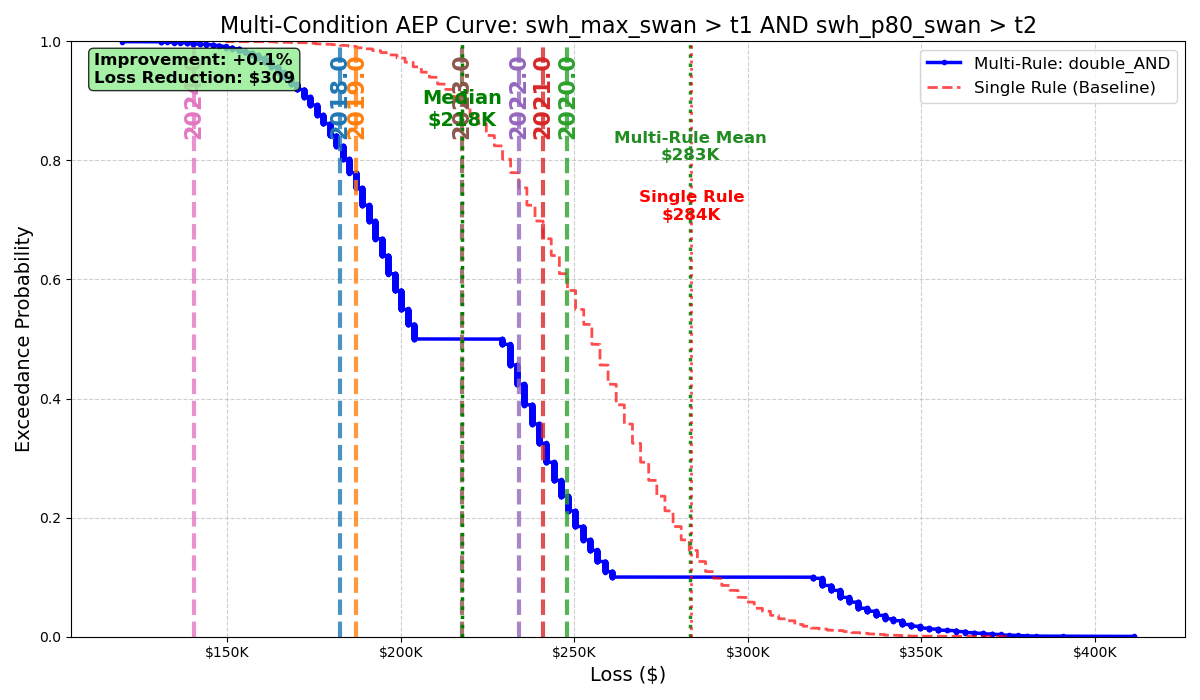 Multi-Condition AEP Curve: swh_max_swan > t1 AND swh_p80_swan > t2
Improvement: +0.1%
Loss Reduction: $309
2018.0
2019.0
2023.0
2022.0
2021.0
2020.0
Median
$218K
Multi-Rule Mean
$283K
Single Rule
$284K
Multi-Rule: double_AND
Single Rule (Baseline)
Exceedance Probability
1.0
0.8
0.6
0.4
0.2
0.0
$150K
$200K
$250K
$300K
$350K
$400K
Loss ($)